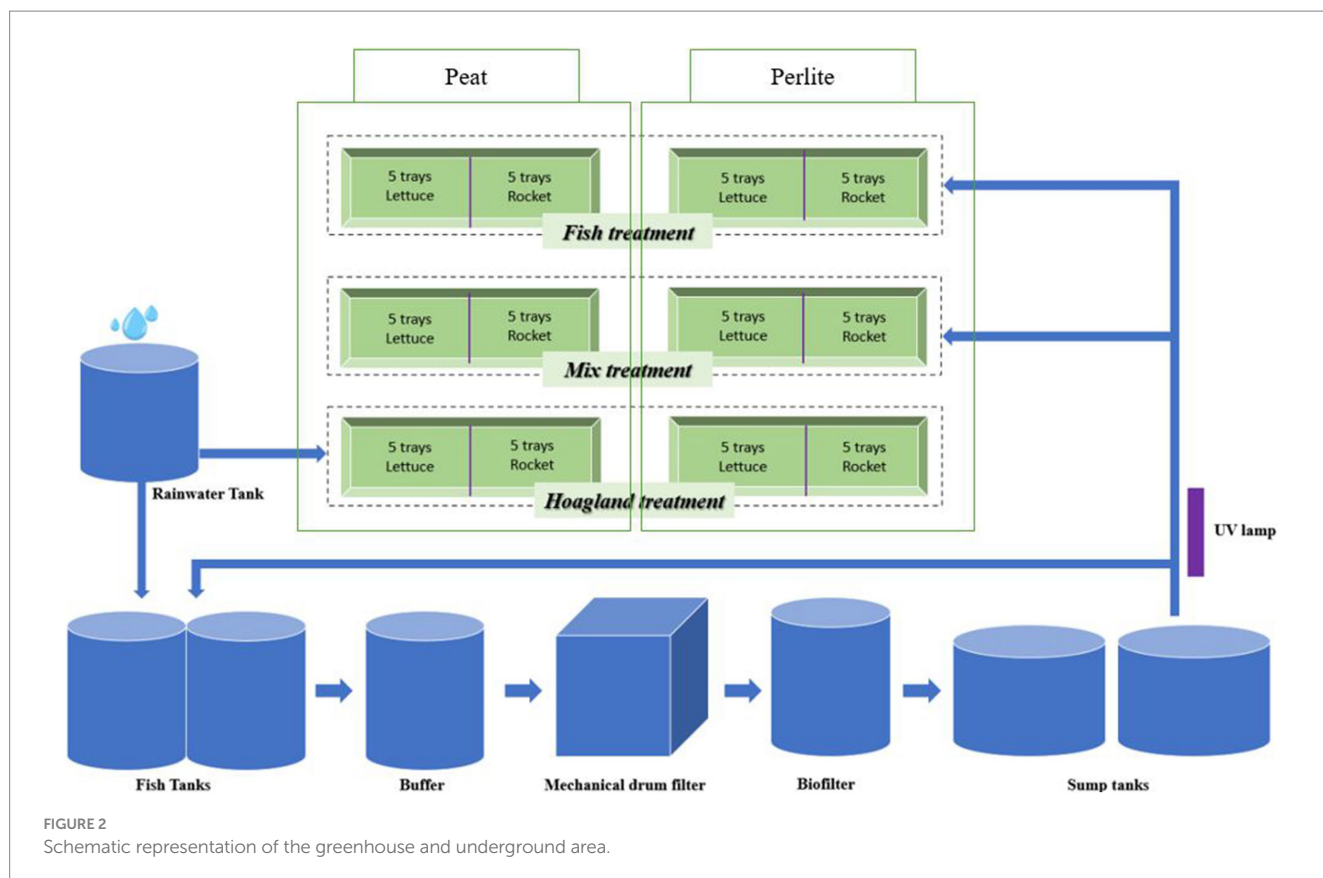 Peat
Perlite
5 trays
Lettuce
5 trays
Rocket
5 trays
Lettuce
5 trays
Rocket
Fish treatment
5 trays
Lettuce
5 trays
Rocket
5 trays
Lettuce
5 trays
Rocket
Mix treatment
5 trays
Lettuce
5 trays
Rocket
5 trays
Lettuce
5 trays
Rocket
Hoagland treatment
Rainwater Tank
UV lamp
Fish Tanks
Buffer
Mechanical drum filter
Biofilter
Sump tanks
FIGURE 2
Schematic representation of the greenhouse and underground area.